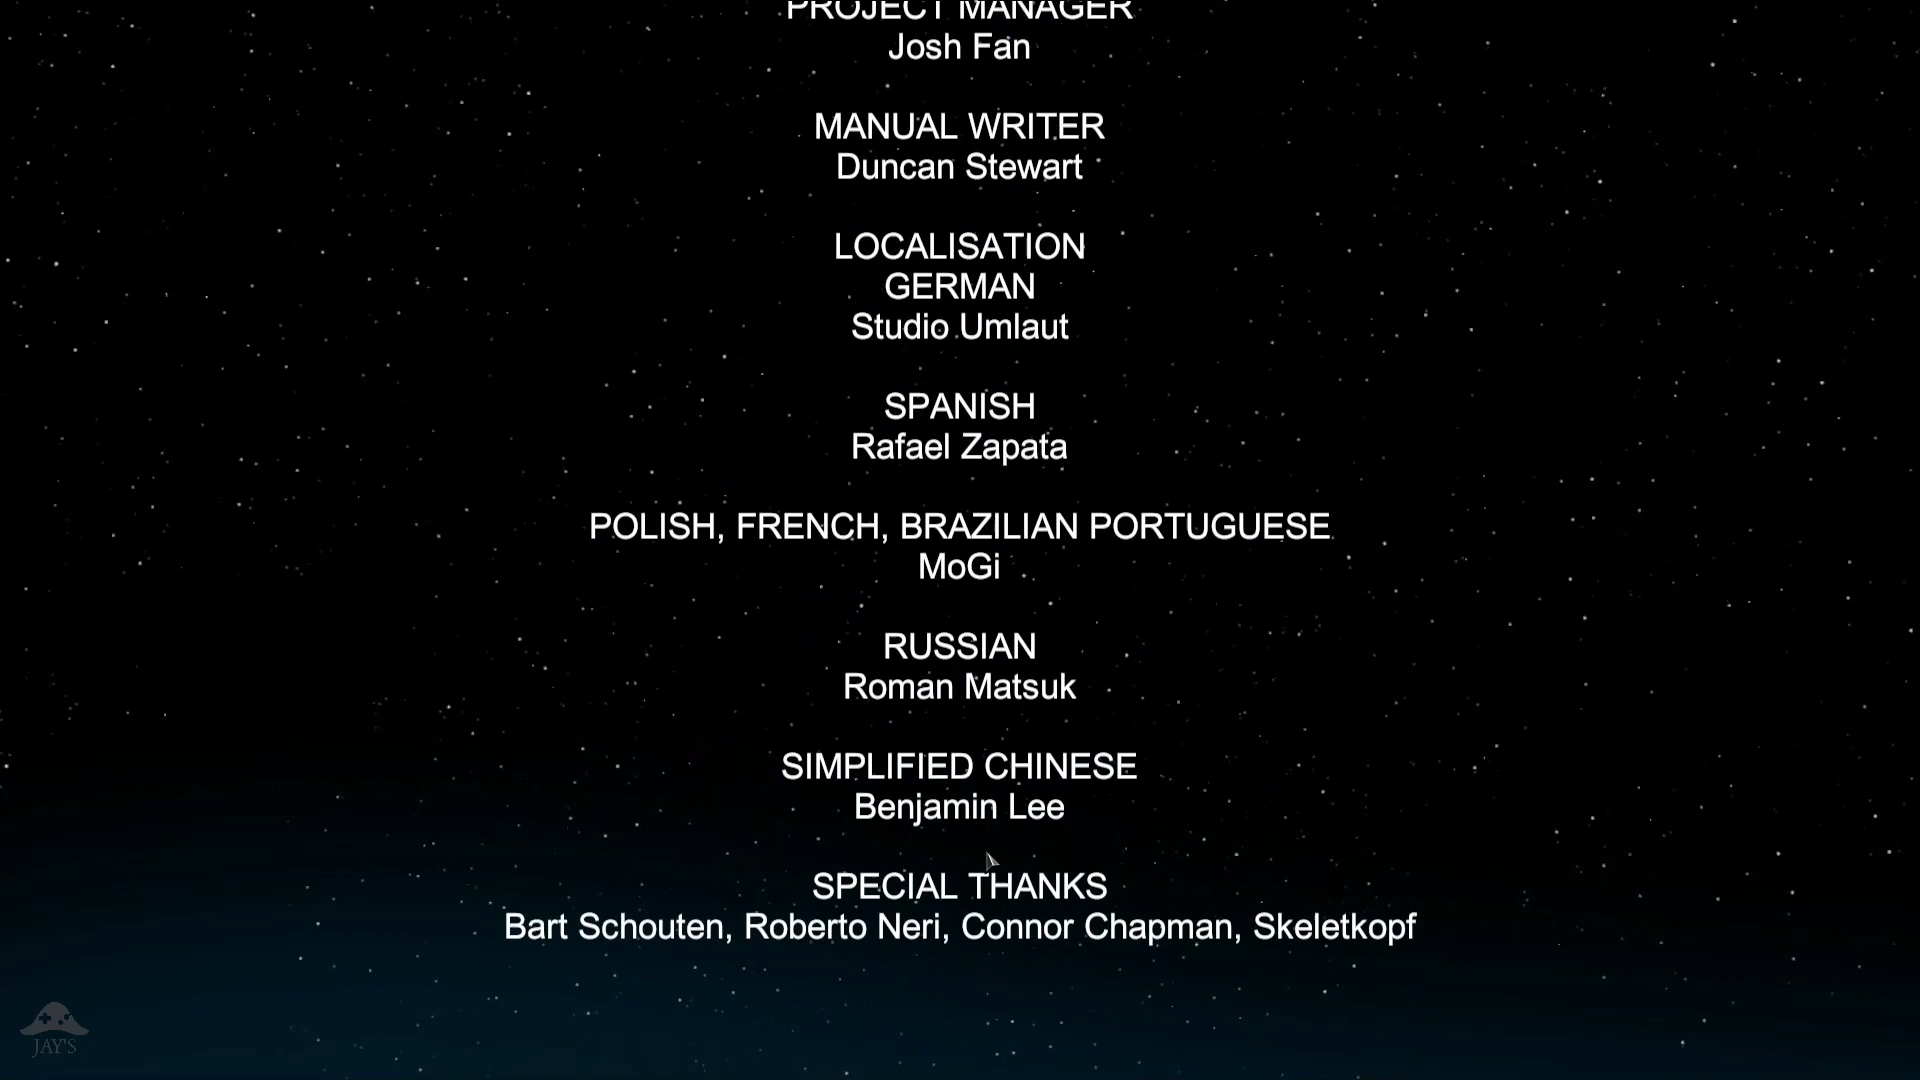 PROJECT MANAGER
Josh Fan
MANUAL WRITER
Duncan Stewart
LOCALISATION
GERMAN
Studio Umlaut
SPANISH
Rafael Zapata
POLISH, FRENCH, BRAZILIAN PORTUGUESE
MoGi
RUSSIAN
Roman Matsuk
SIMPLIFIED CHINESE
Benjamin Lee
SPECIAL THANKS
Bart Schouten, Roberto Neri, Connor Chapman, Skeletkopf
JAY'S